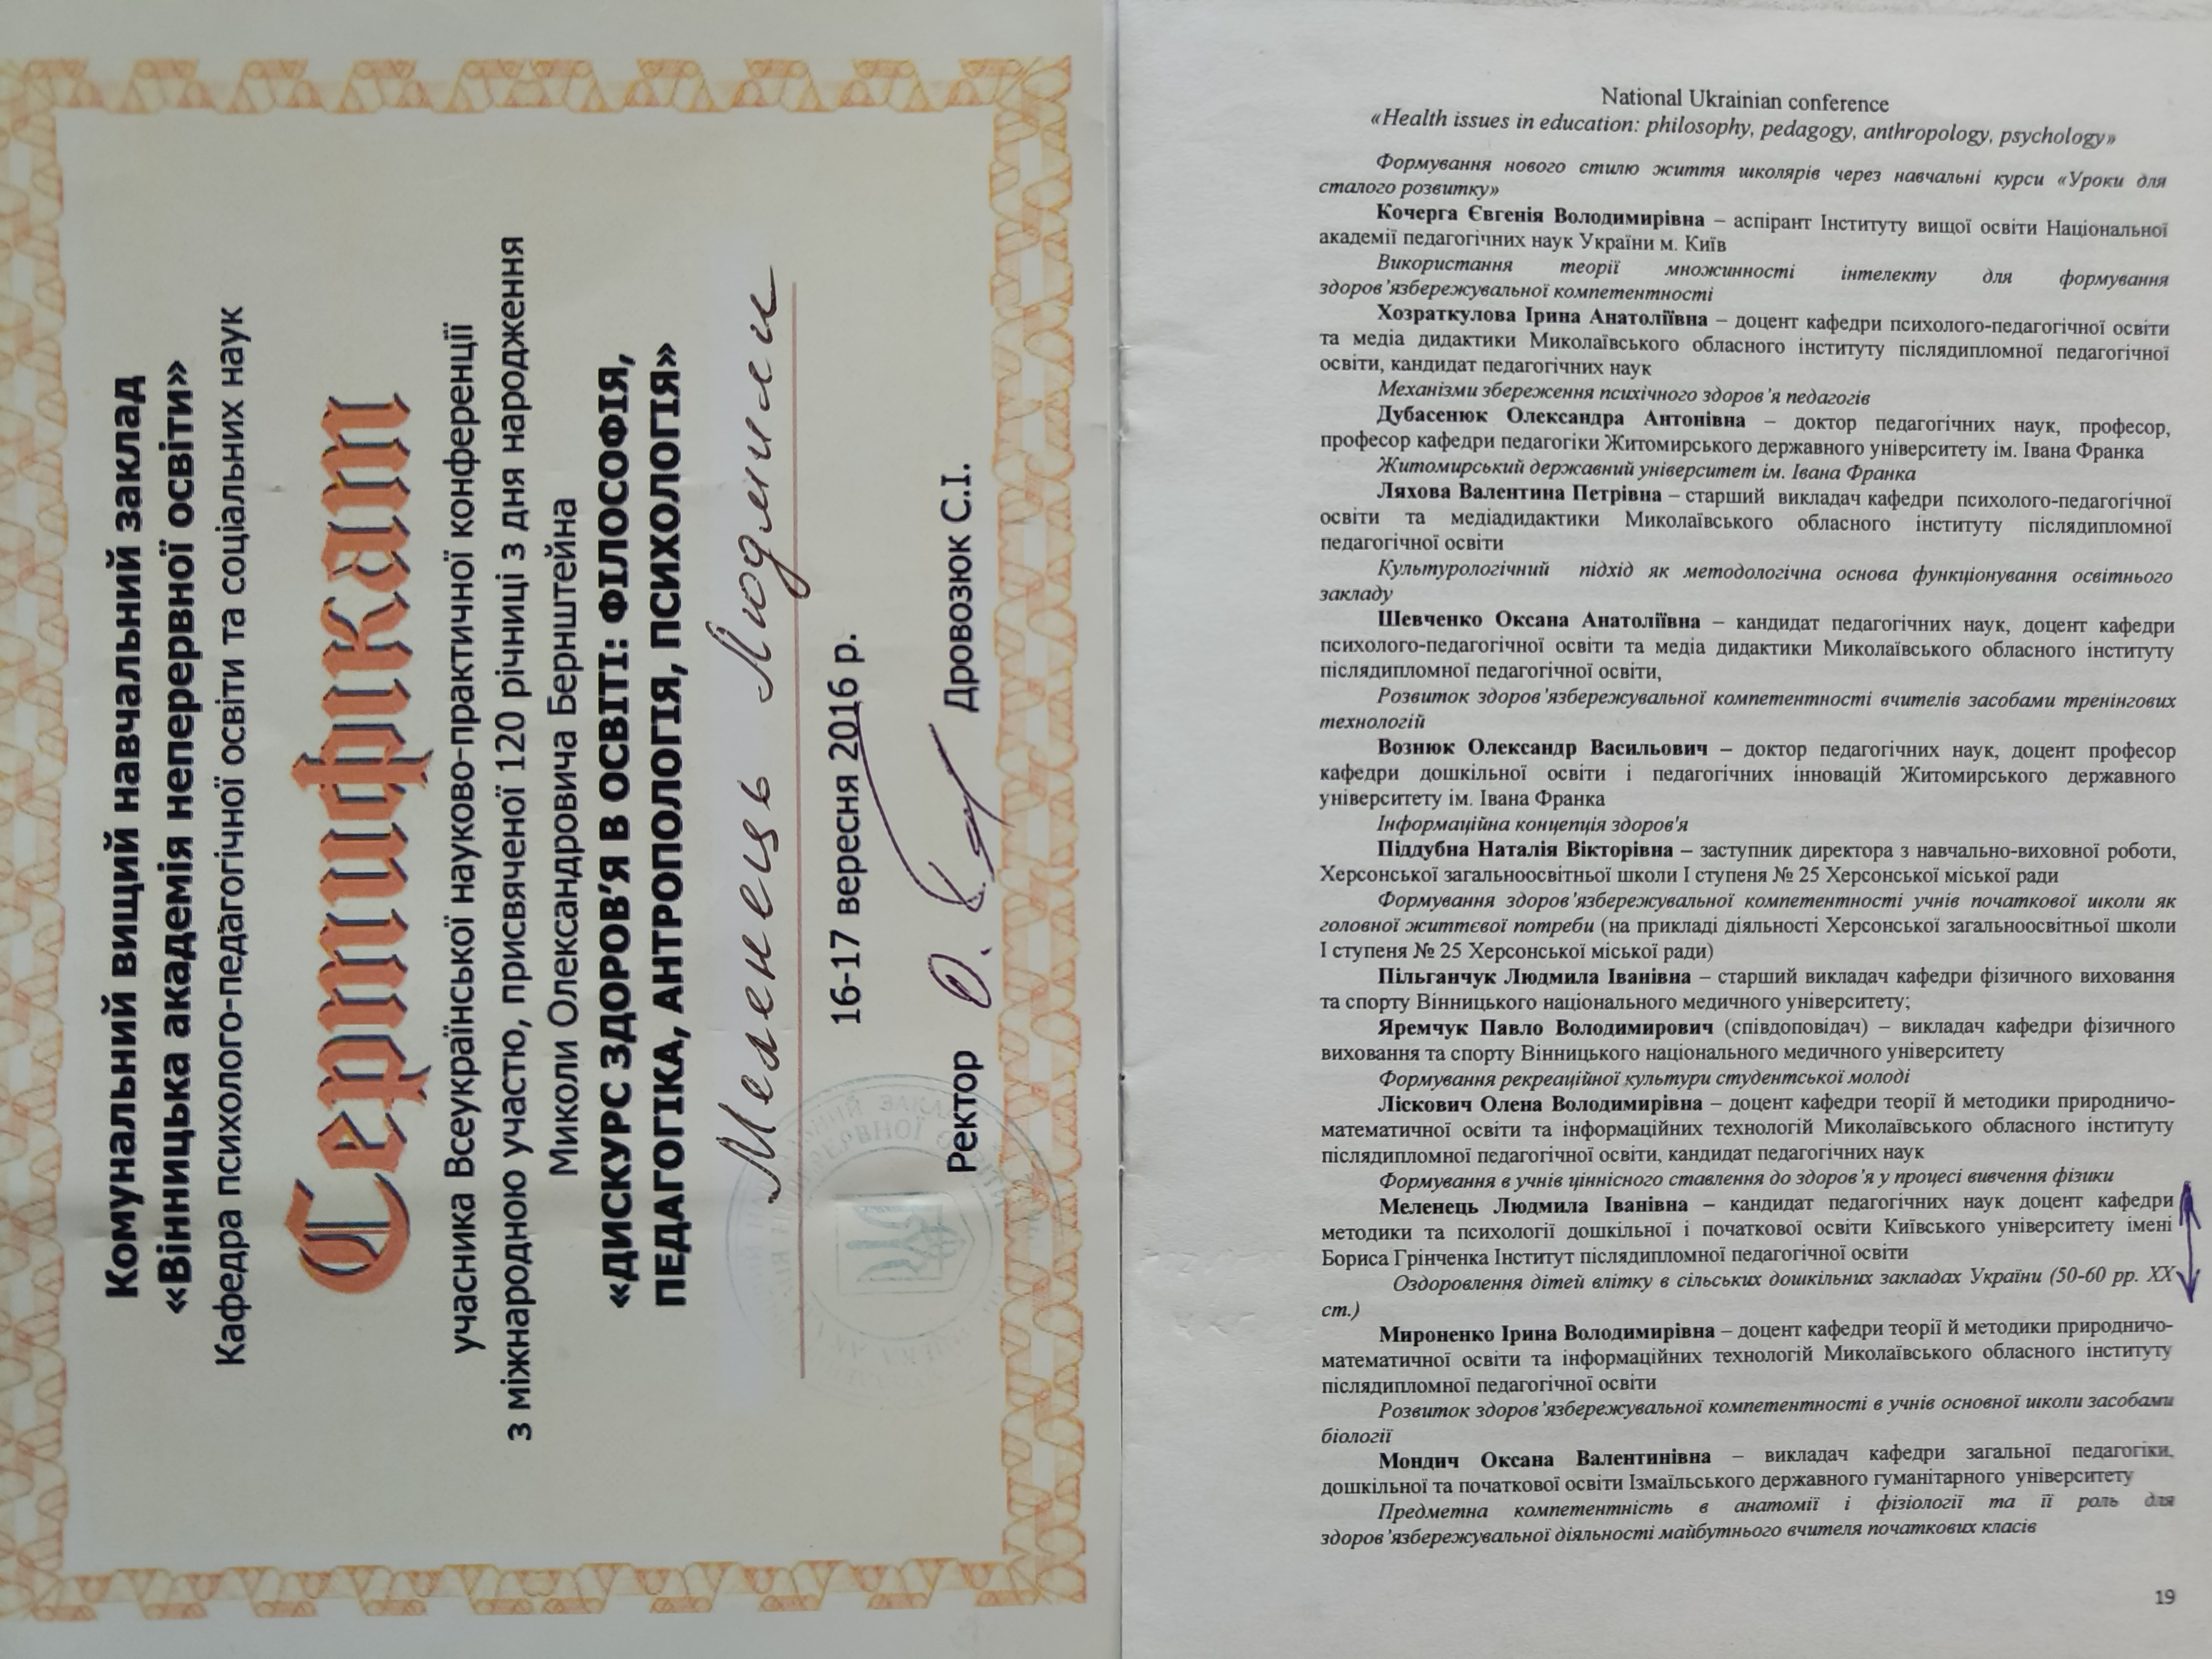 Комунальний вищий навчальний заклад
«Вінницька академія неперервної освіти»
Кафедра психолого-педагогічної освіти та соціальних наук
Сертифікат
учасника Всеукраїнської науково-практичної конференції
з міжнародною участю, присвяченої 120 річниці з дня народження
Миколи Олександровича Бернштейна
«ДИСКУРС ЗДОРОВ’Я В ОСВІТІ: ФІЛОСОФІЯ,
ПЕДАГОГІКА, АНТРОПОЛОГІЯ, ПСИХОЛОГІЯ»
Меленець Людмили
16-17 вересня 2016 р.
Ректор Дровозюк С.І.
National Ukrainian conference
«Health issues in education: philosophy, pedagogy, anthropology, psychology»
Формування нового стилю життя школярів через навчальні курси «Уроки для
сталого розвитку»
Кочерга Євгенія Володимирівна – аспірант Інституту вищої освіти Національної
академії педагогічних наук України м. Київ
Використання теорії множинності інтелекту для формування
здоров’язбережувальної компетентності
Хозраткулова Ірина Анатоліївна – доцент кафедри психолого-педагогічної освіти
та медіа дидактики Миколаївського обласного інституту післядипломної педагогічної
освіти, кандидат педагогічних наук
Механізми збереження психічного здоров’я педагогів
Дубасенюк Олександра Антонівна – доктор педагогічних наук, професор,
професор кафедри педагогіки Житомирського державного університету ім. Івана Франка
Житомирський державний університет ім. Івана Франка
Ляхова Валентина Петрівна – старший викладач кафедри психолого-педагогічної
освіти та медіадидактики Миколаївського обласного інституту післядипломної
педагогічної освіти
Культурологічний підхід як методологічна основа функціонування освітнього
закладу
Шевченко Оксана Анатоліївна – кандидат педагогічних наук, доцент кафедри
психолого-педагогічної освіти та медіа дидактики Миколаївського обласного інституту
післядипломної педагогічної освіти,
Розвиток здоров’язбережувальної компетентності вчителів засобами тренінгових
технологій
Вознюк Олександр Васильович – доктор педагогічних наук, доцент професор
кафедри дошкільної освіти і педагогічних інновацій Житомирського державного
університету ім. Івана Франка
Інформаційна концепція здоров'я
Піддубна Наталія Вікторівна – заступник директора з навчально-виховної роботи,
Херсонської загальноосвітньої школи І ступеня № 25 Херсонської міської ради
Формування здоров’язбережувальної компетентності учнів початкової школи як
головної життєвої потреби (на прикладі діяльності Херсонської загальноосвітньої школи
І ступеня № 25 Херсонської міської ради)
Пільганчук Людмила Іванівна – старший викладач кафедри фізичного виховання
та спорту Вінницького національного медичного університету;
Яремчук Павло Володимирович (співдоповідач) – викладач кафедри фізичного
виховання та спорту Вінницького національного медичного університету
Формування рекреаційної культури студентської молоді
Ліскович Олена Володимирівна – доцент кафедри теорії й методики природничо-
математичної освіти та інформаційних технологій Миколаївського обласного інституту
післядипломної педагогічної освіти, кандидат педагогічних наук
Формування в учнів ціннісного ставлення до здоров’я у процесі вивчення фізики
Меленець Людмила Іванівна – кандидат педагогічних наук доцент кафедри
методики та психології дошкільної і початкової освіти Київського університету імені
Бориса Грінченка Інститут післядипломної педагогічної освіти
Оздоровлення дітей влітку в сільських дошкільних закладах України (50-60 рр. ХХ
ст.)
Мироненко Ірина Володимирівна – доцент кафедри теорії й методики природничо-
математичної освіти та інформаційних технологій Миколаївського обласного інституту
післядипломної педагогічної освіти
Розвиток здоров’язбережувальної компетентності в учнів основної школи засобами
біології
Мондич Оксана Валентинівна – викладач кафедри загальної педагогіки,
дошкільної та початкової освіти Ізмаїльського державного гуманітарного університету
Предметна компетентність в анатомії і фізіології та її роль для
здоров’язбережувальної діяльності майбутнього вчителя початкових класів
19